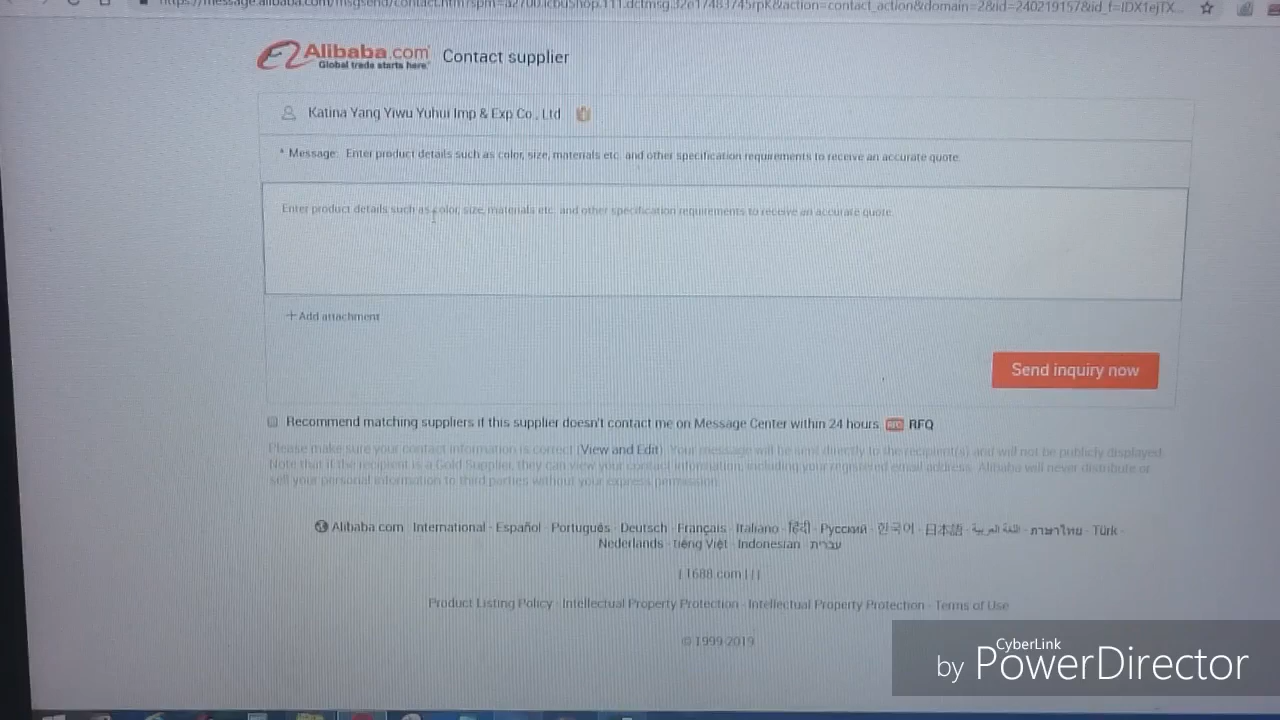 Alibaba.com
Global trade starts here.
Contact supplier
Katina Yang Yiwu Yuhui Imp & Exp Co., Ltd
* Message: Enter product details such as color, size, materials etc. and other specification requirements to receive an accurate quote.
Enter product details such as color, size, materials etc. and other specification requirements to receive an accurate quote.
+ Add attachment
Send inquiry now
Recommend matching suppliers if this supplier doesn't contact me on Message Center within 24 hours. RFQ
Please make sure your contact information is correct (View and Edit). Your message will be sent directly to the recipient(s) and will not be publicly displayed.
Note that if the recipient is a Gold Supplier, they can view your contact information, including your registered email address. Alibaba will never distribute or
sell your personal information to third parties without your express permission.
Alibaba.com International - Español - Português - Deutsch - Français - Italiano - हिंदी - Pусский - 한국어 - 日本語 - اللغة العربية - ภาษาไทย - Türk -
Nederlands - tiếng Việt - Indonesian - עברית
| 1688.com | | |
Product Listing Policy - Intellectual Property Protection - Intellectual Property Protection - Terms of Use
© 1999-2019
CyberLink
by PowerDirector